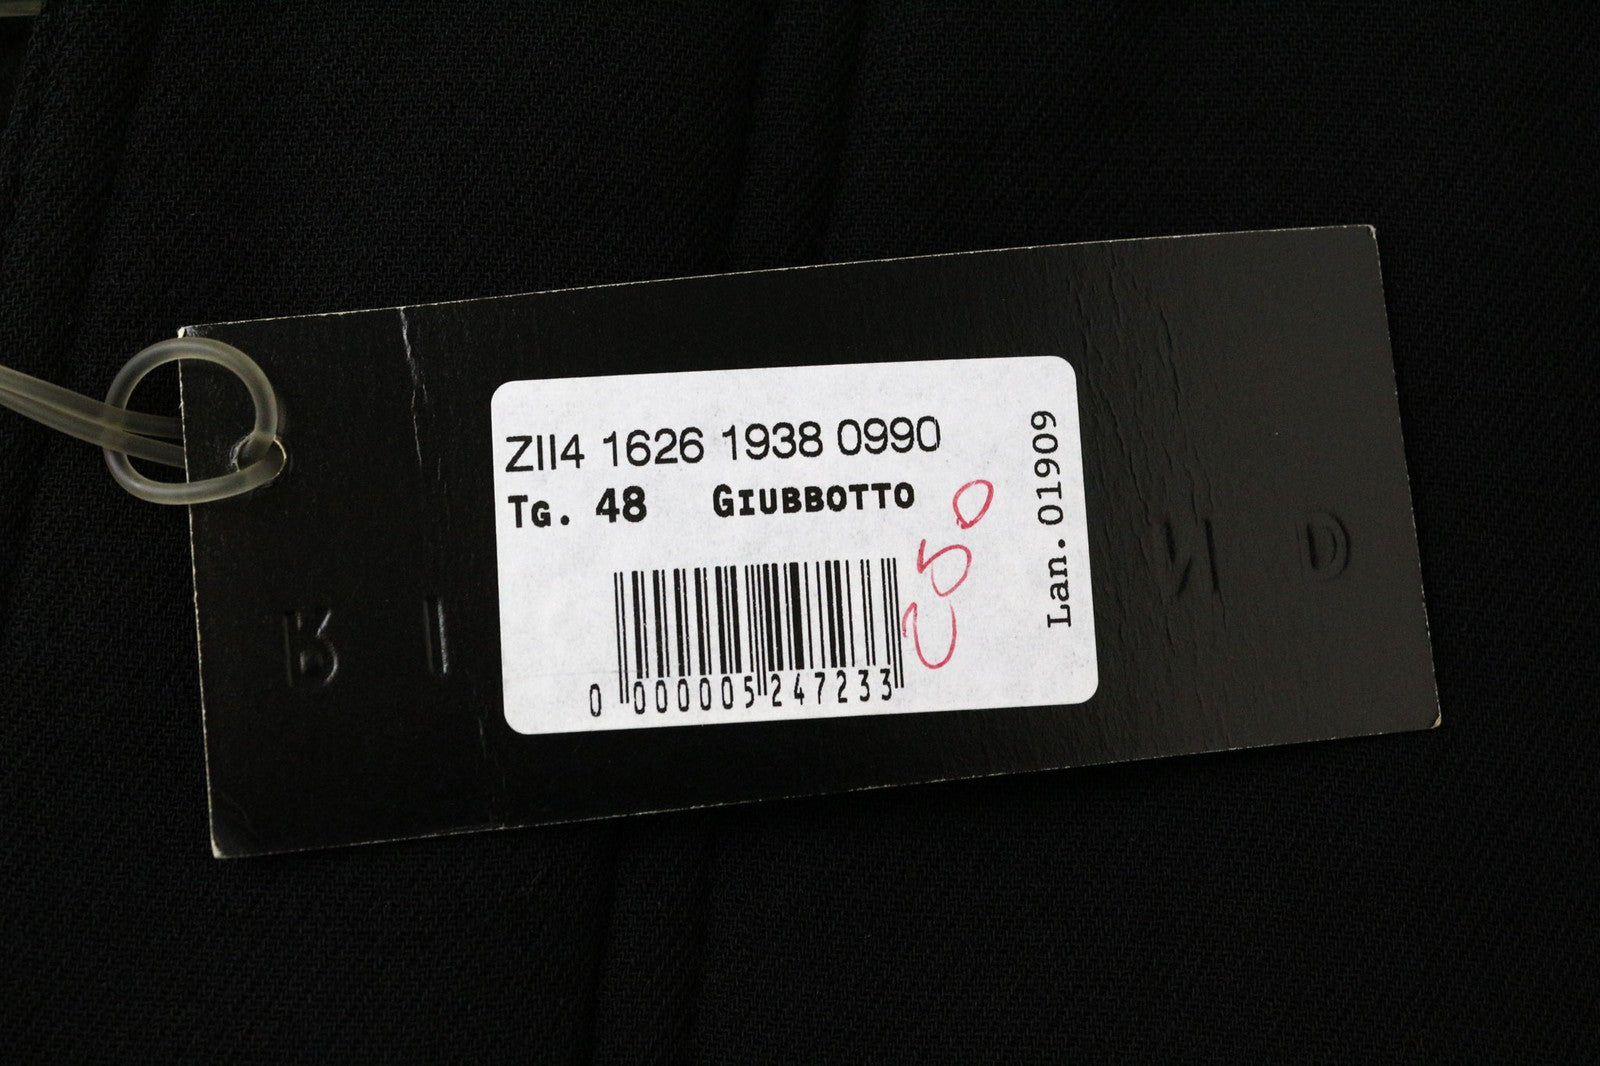 ZII4 1626 1938 0990
TG. 48 GIUBBOTTO
250
0 000005 247233
Lan. 01909